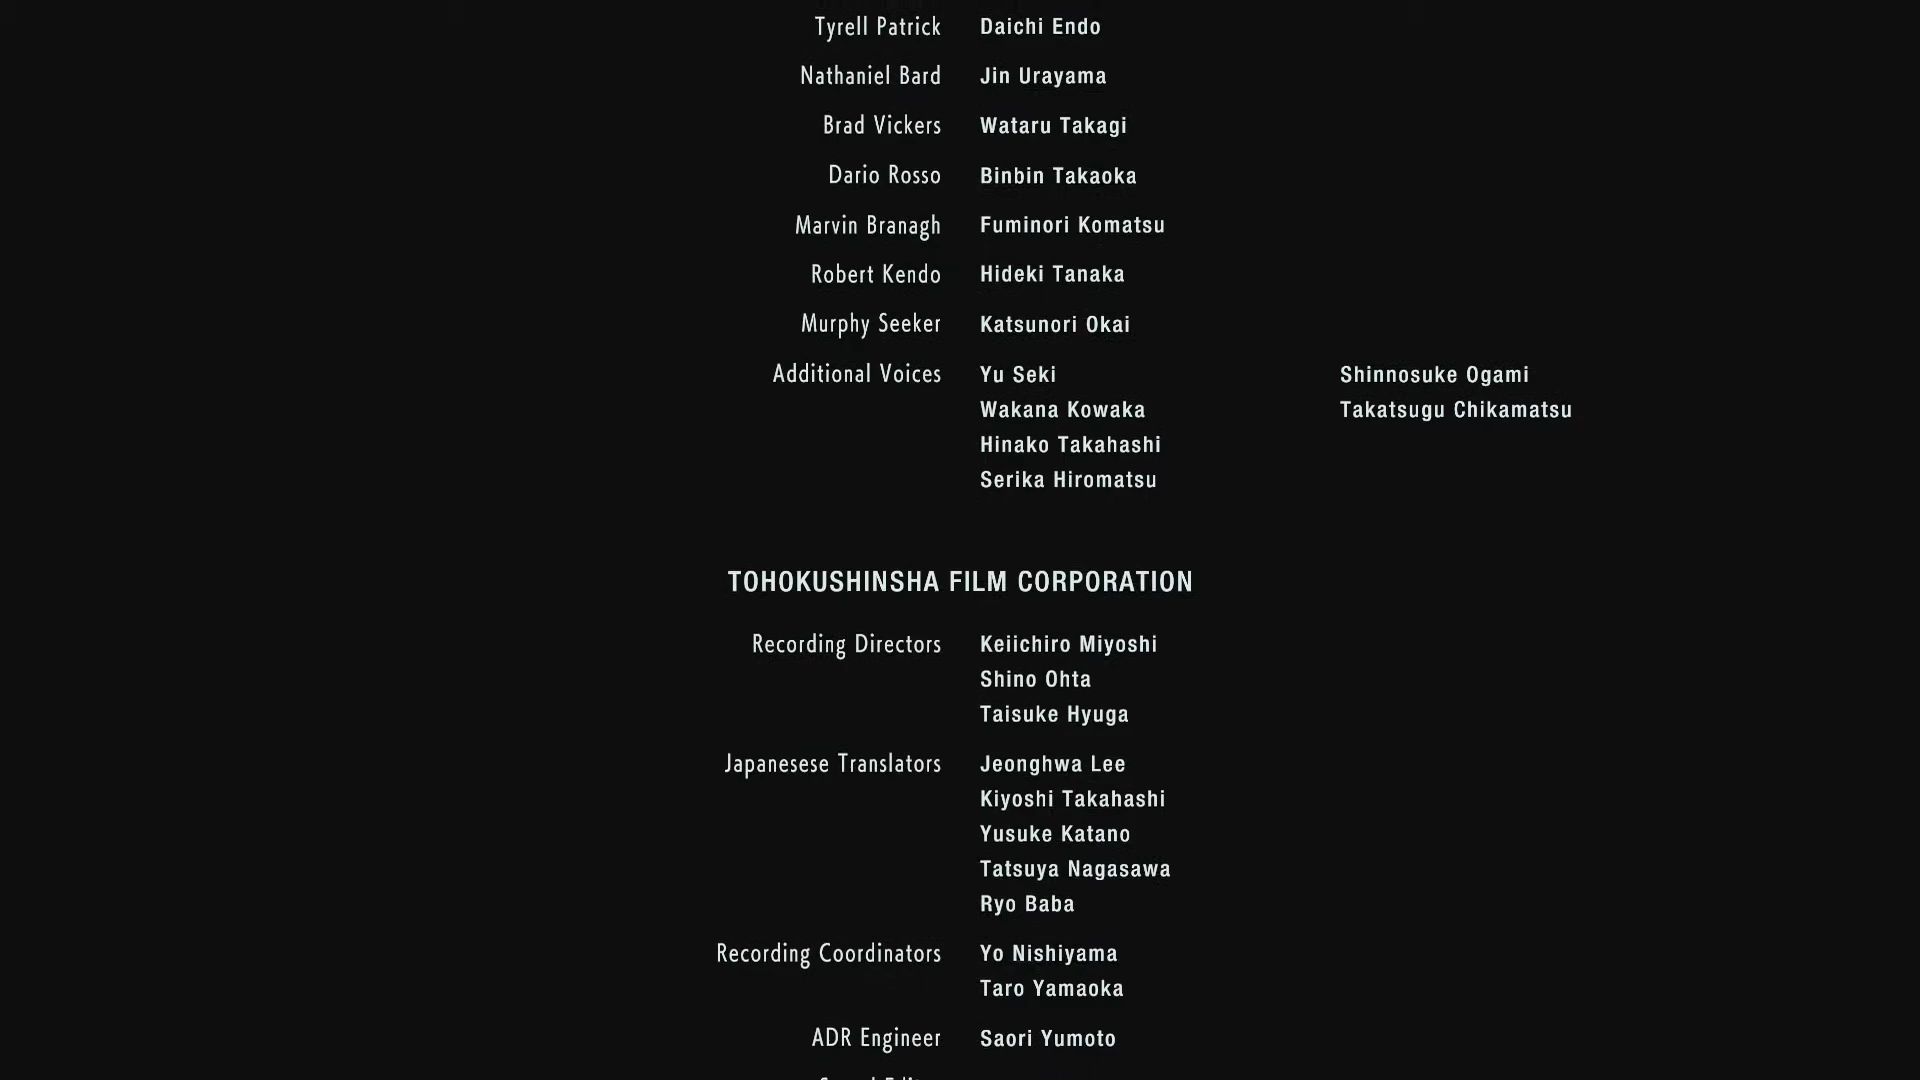 Tyrell Patrick Daichi Endo
Nathaniel Bard Jin Urayama
Brad Vickers Wataru Takagi
Dario Rosso Binbin Takaoka
Marvin Branagh Fuminori Komatsu
Robert Kendo Hideki Tanaka
Murphy Seeker Katsunori Okai
Additional Voices Yu Seki Shinnosuke Ogami
Wakana Kowaka Takatsugu Chikamatsu
Hinako Takahashi
Serika Hiromatsu
TOHOKUSHINSHA FILM CORPORATION
Recording Directors Keiichiro Miyoshi
Shino Ohta
Taisuke Hyuga
Japanesese Translators Jeonghwa Lee
Kiyoshi Takahashi
Yusuke Katano
Tatsuya Nagasawa
Ryo Baba
Recording Coordinators Yo Nishiyama
Taro Yamaoka
ADR Engineer Saori Yumoto